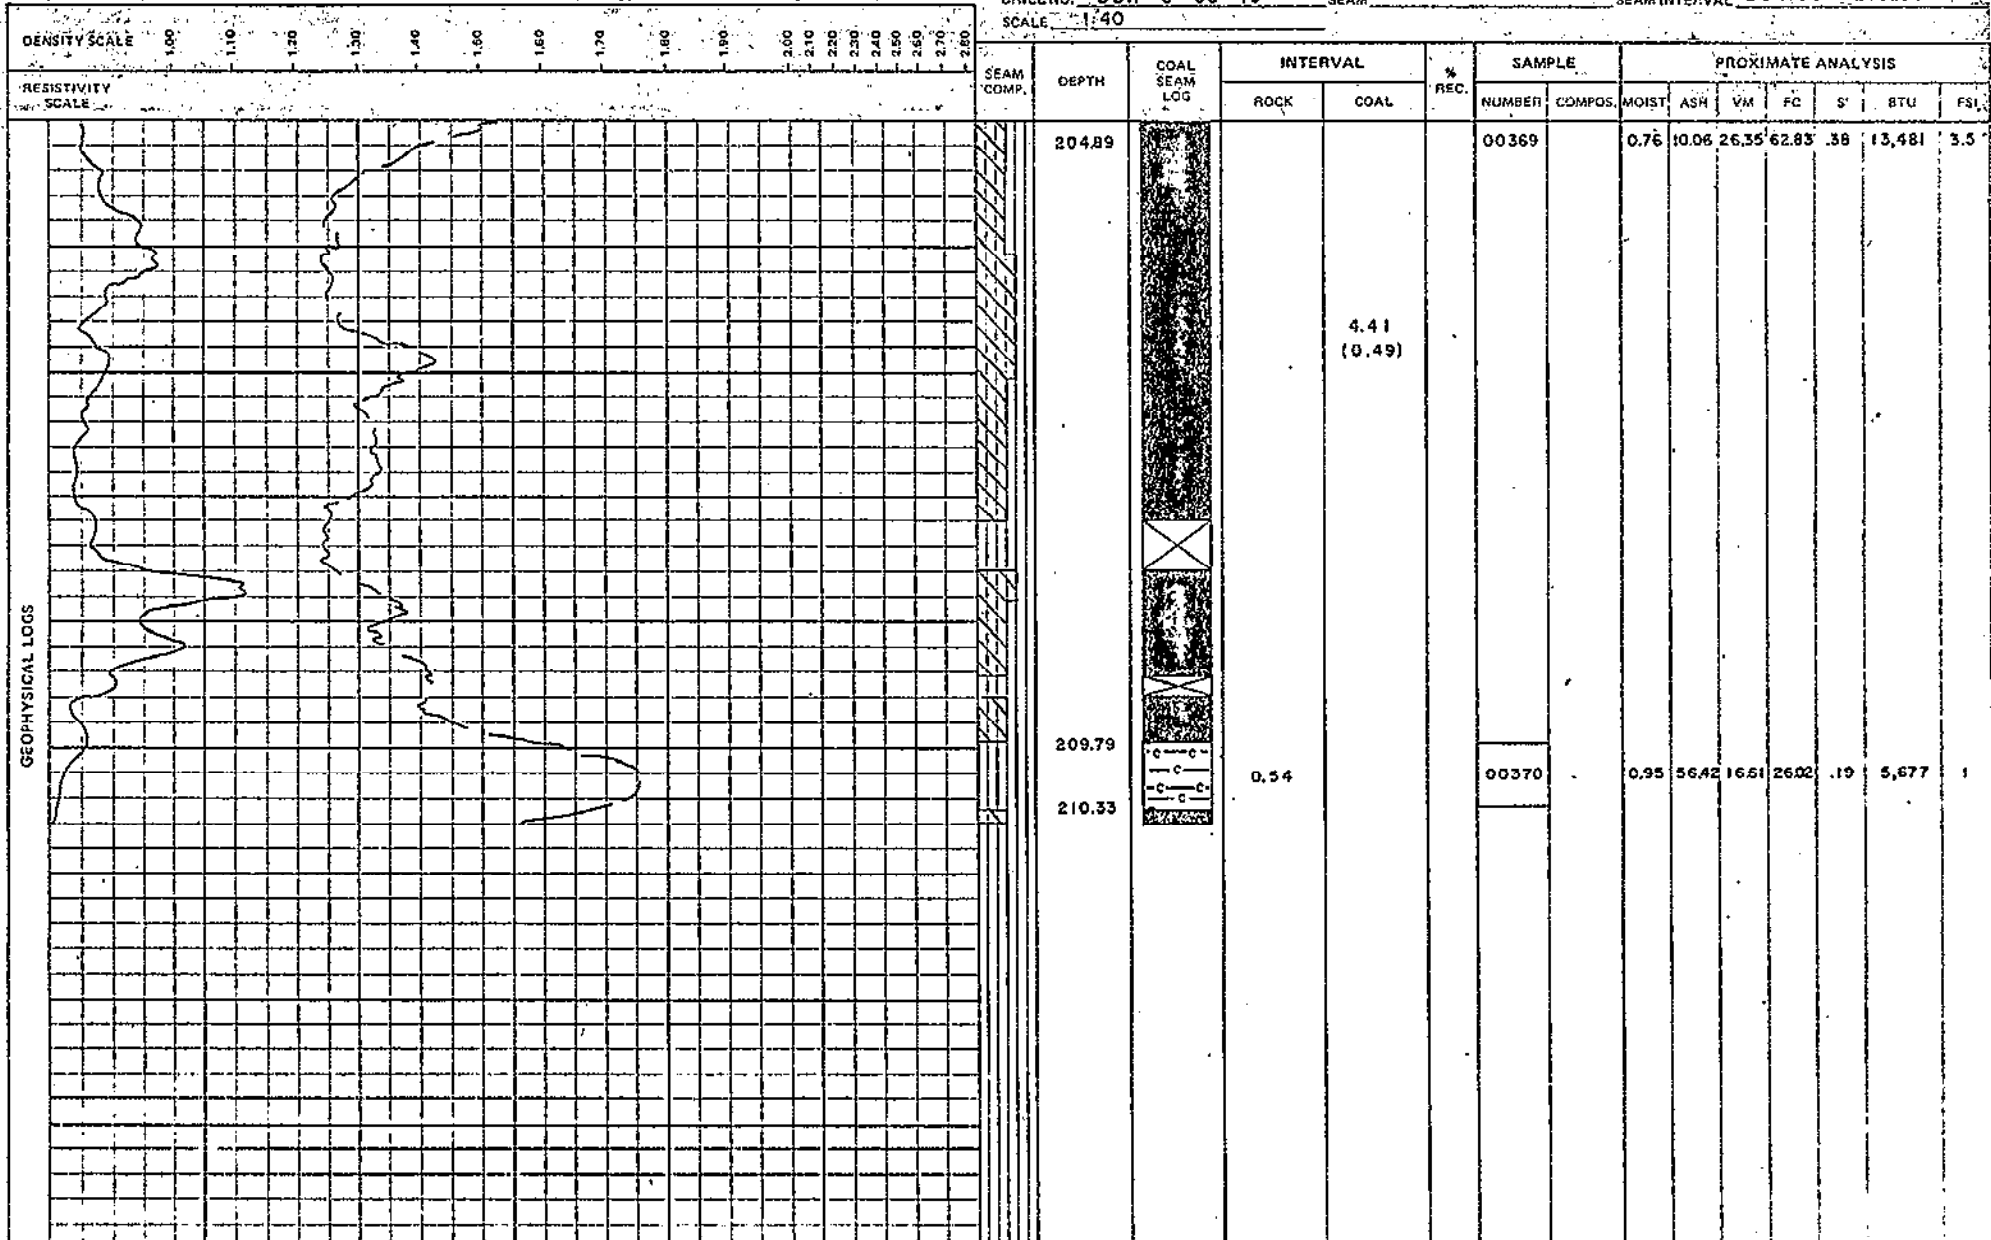 SCALE 1:40
DENSITY SCALE 1.00 1.10 1.20 1.30 1.40 1.50 1.60 1.70 1.80 1.90 2.00 2.10 2.20 2.30 2.40 2.50 2.60 2.70 2.80
RESISTIVITY SCALE
SEAM COMP. DEPTH COAL SEAM LOG INTERVAL % REC. SAMPLE PROXIMATE ANALYSIS
ROCK COAL NUMBER COMPOS. MOIST ASH VM FC S BTU FSI
204.89 00369 0.76 10.06 26.35 62.83 .38 13,481 3.5
4.41
(0.49)
GEOPHYSICAL LOGS
209.79
C C
C
0.54 00370 0.95 56.42 16.61 26.02 .19 5,677 1
C C
C
210.33